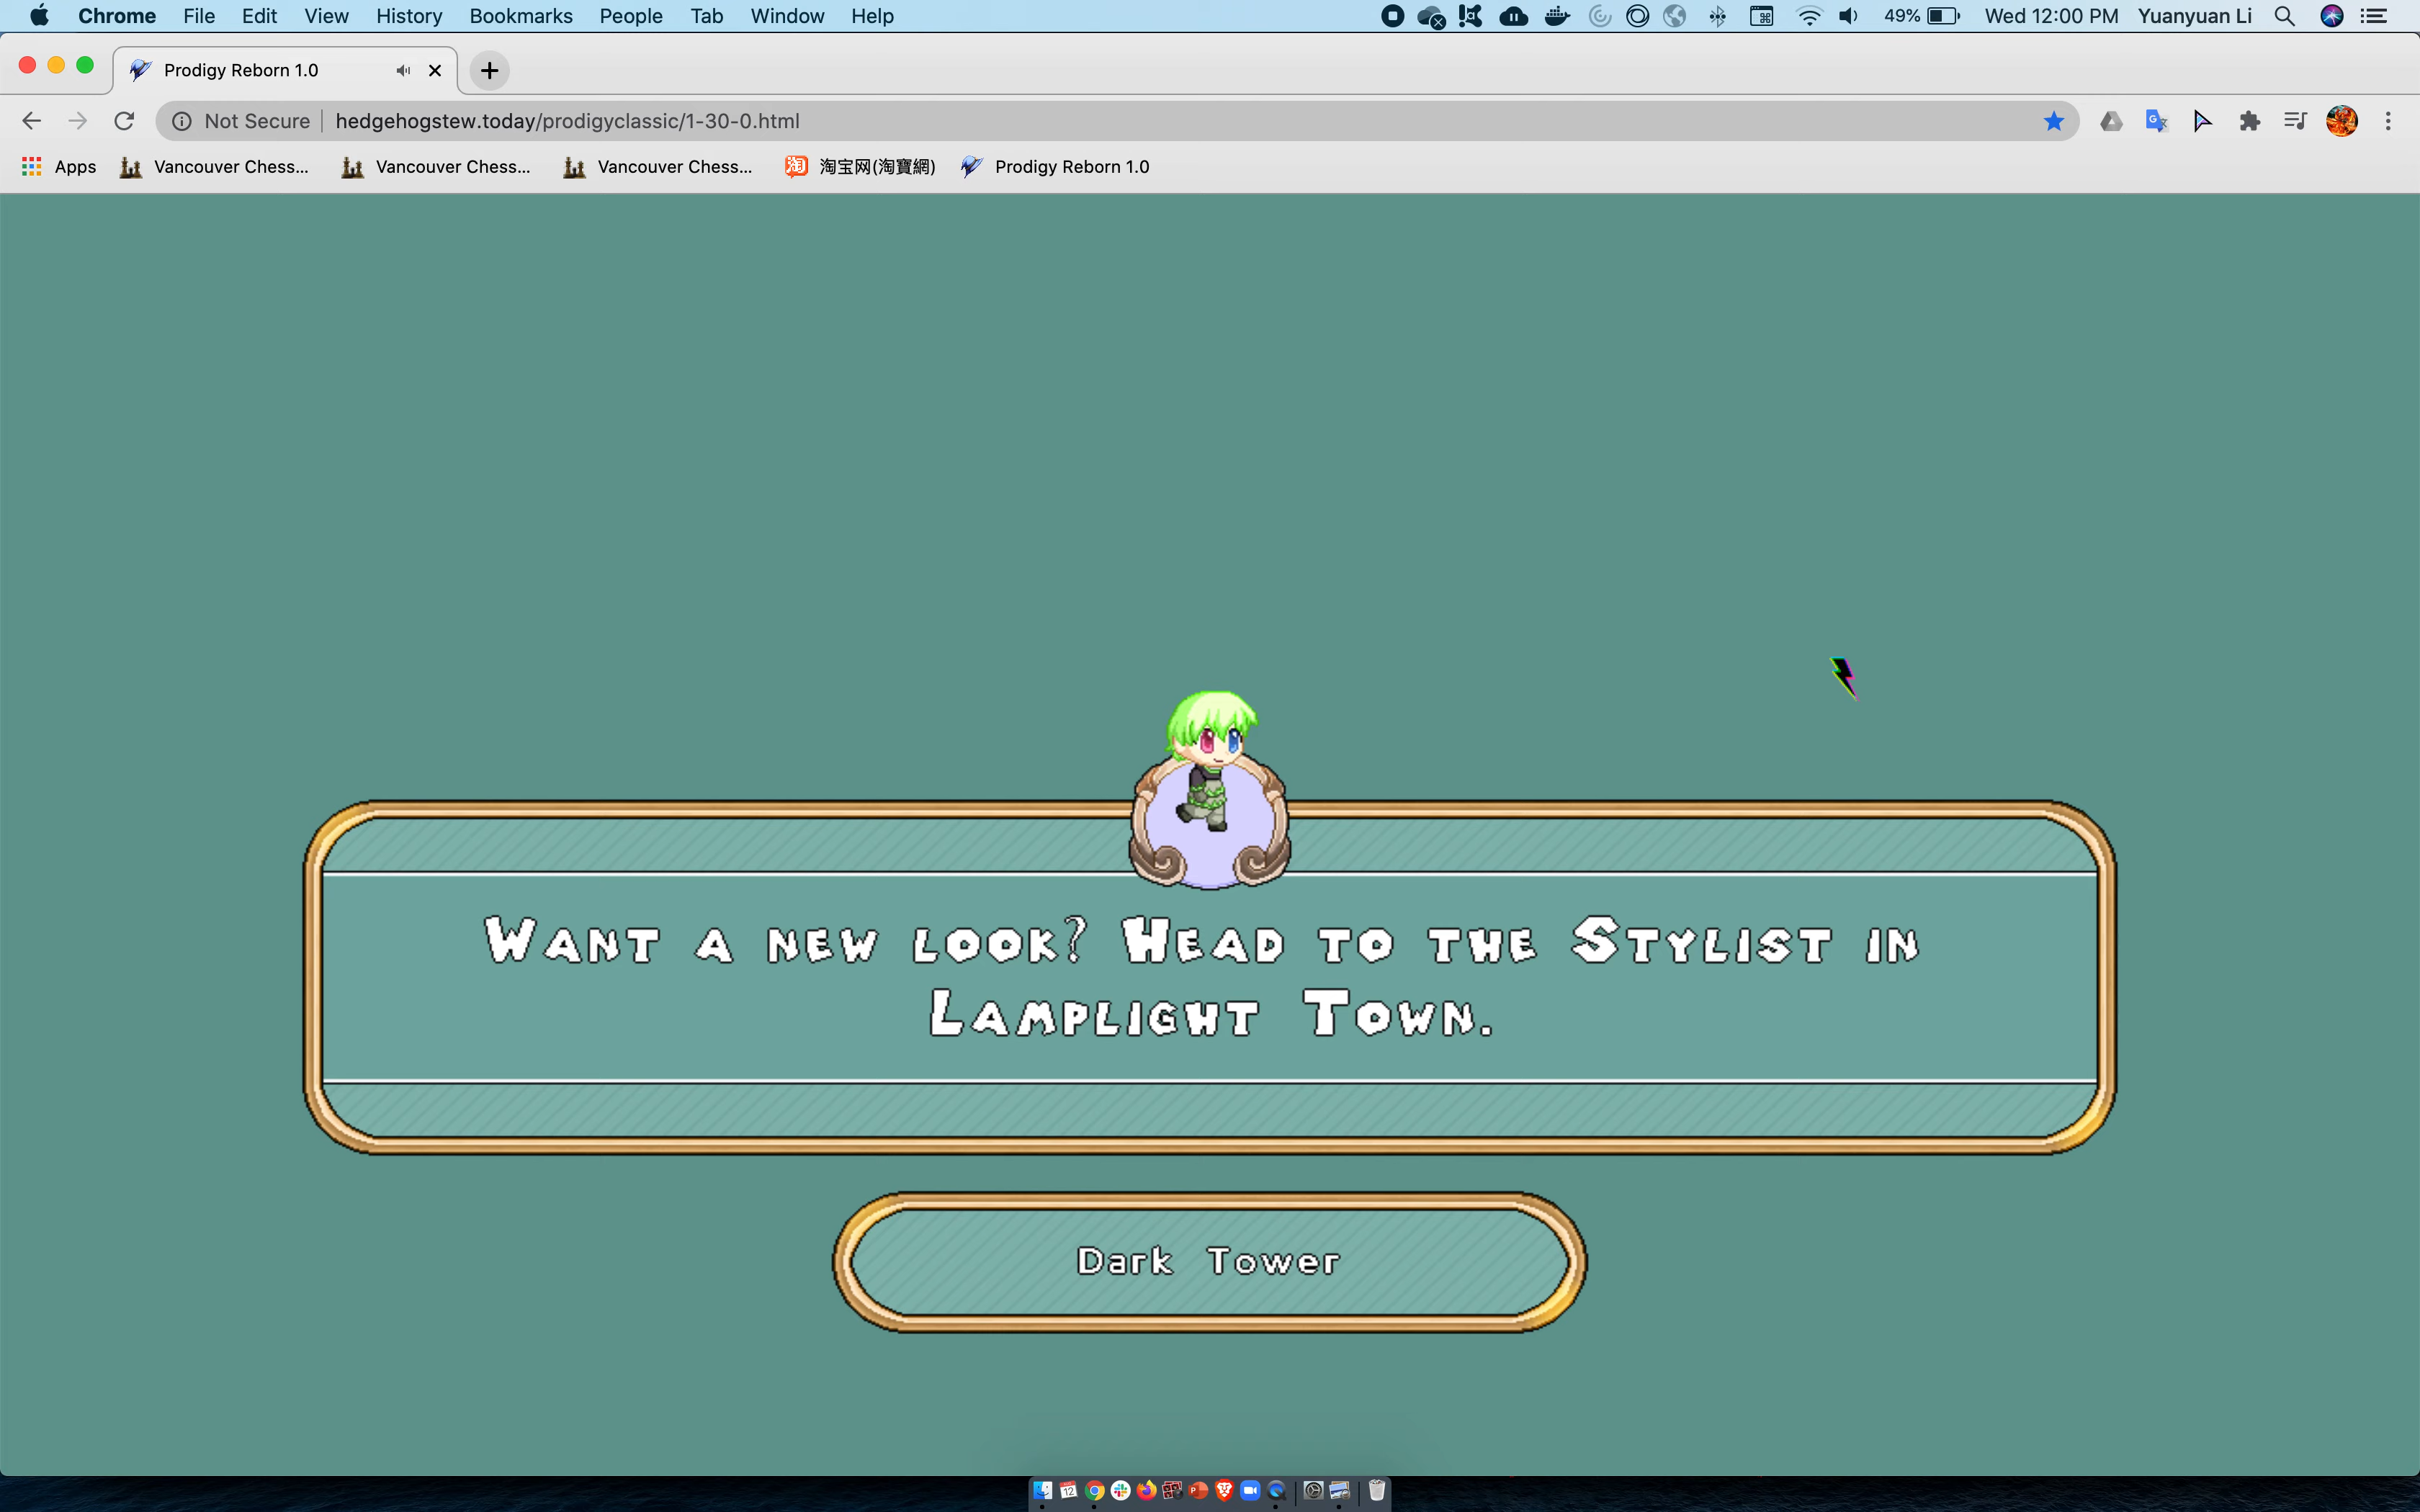 Chrome File Edit View History Bookmarks People Tab Window Help 49% Wed 12:00 PM Yuanyuan Li
Prodigy Reborn 1.0
Not Secure hedgehogstew.today/prodigyclassic/1-30-0.html
Apps Vancouver Chess... Vancouver Chess... Vancouver Chess... 淘宝网(淘寶網) Prodigy Reborn 1.0
Want a new look? Head to the Stylist in
Lamplight Town.
Dark Tower
12